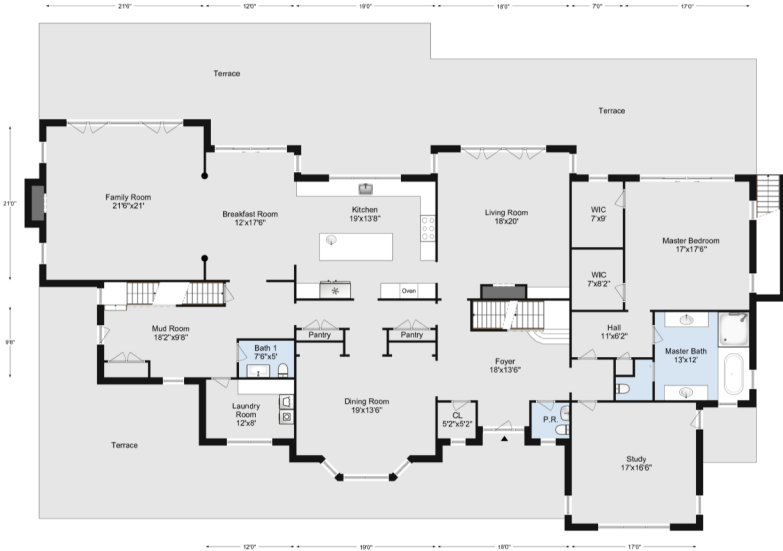 21'6"
12'0"
19'0"
18'0"
7'0"
17'0"
Terrace
Terrace
21'0"
Family Room
21'6"x21'
Breakfast Room
12'x17'6"
Kitchen
19'x13'8"
Living Room
18'x20'
WIC
7'x9'
Master Bedroom
17'x17'6"
WIC
7'x8'2"
Oven
9'8"
Mud Room
18'2"x9'8"
Bath 1
7'6"x5'
Pantry
Pantry
Hall
11'x6'2"
Master Bath
13'x12'
Foyer
18'x13'6"
Laundry
Room
12'x8'
Dining Room
19'x13'6"
CL
5'2"x5'2"
P.R.
Terrace
Study
17'x16'6"
12'0"
19'0"
18'0"
17'0"